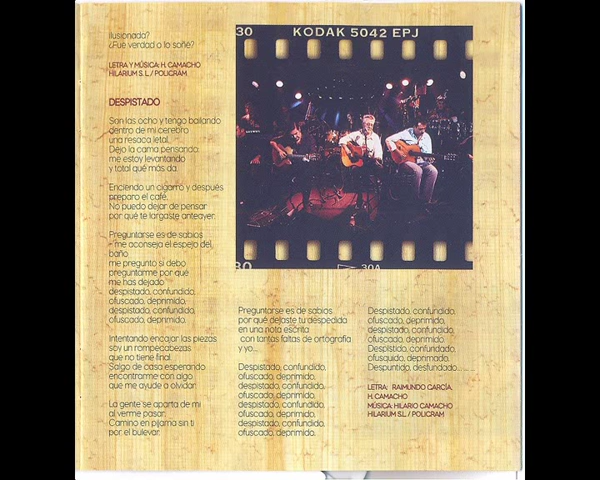 ilusionada?
¿Fué verdad o lo soñe?
LETRA Y MÚSICA: H. CAMACHO
HILARIUM S. L./ POLIGRAM
DESPISTADO
Son las ocho y tengo bailando
dentro de mi cerebro
una resaca letal.
Dejo la cama pensando:
me estoy levantando
y total qué más da.
Enciendo un cigarro y después
preparo el café.
No puedo dejar de pensar
por qué te largaste anteayer.
Preguntarse es de sabios
- me aconseja el espejo del
baño,
me pregunto si debo
preguntarme por qué
me has dejado
despistado, confundido,
ofuscado, deprimido,
despistado, confundido,
ofuscado, deprimido.
Intentando encajar las piezas
soy un rompecabezas
que no tiene final.
Salgo de casa esperando
encontrarme con algo
que me ayude a olvidar.
La gente se aparta de mi
al verme pasar.
Camino en pijama sin ti
por el bulevar.
30
KODAK 5042 EPJ
30
30A
Preguntarse es de sabios,
por qué dejaste tu despedida
en una nota escrita
con tantas faltas de ortografía
y yo...
Despistado, confundido,
ofuscado, deprimido,
despistado, confundido,
ofuscado, deprimido,
despistado, confundido,
ofuscado, deprimido,
despistado, confundido,
ofuscado, deprimido.
Despistado, confundido,
ofuscado, deprimido,
despistado, confundido,
ofuscado, deprimido.
Despistido, confundado,
ofusquido, deprimado.
Despuntido, desfundado........
LETRA: RAIMUNDO GARCÍA.
H. CAMACHO
MÚSICA: HILARIO CAMACHO
HILARIUM S.L./ POLIGRAM